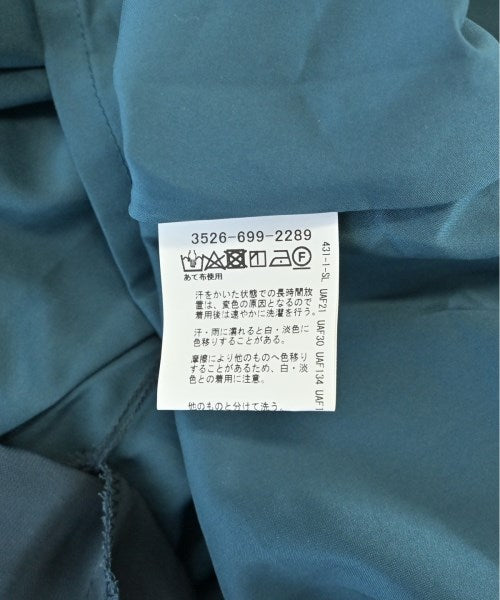 3526-699-2289
あて布使用
汗をかいた状態での長時間放
置は、変色の原因となるので
着用後は速やかに洗濯を行う。
汗・雨に濡れると白・淡色に
色移りすることがある。
摩擦により他のものへ色移り
することがあるため、白・淡
色との着用に注意。
他のものと分けて洗う。
431-I-SL UAF21 UAF30 UAF134 UAF1